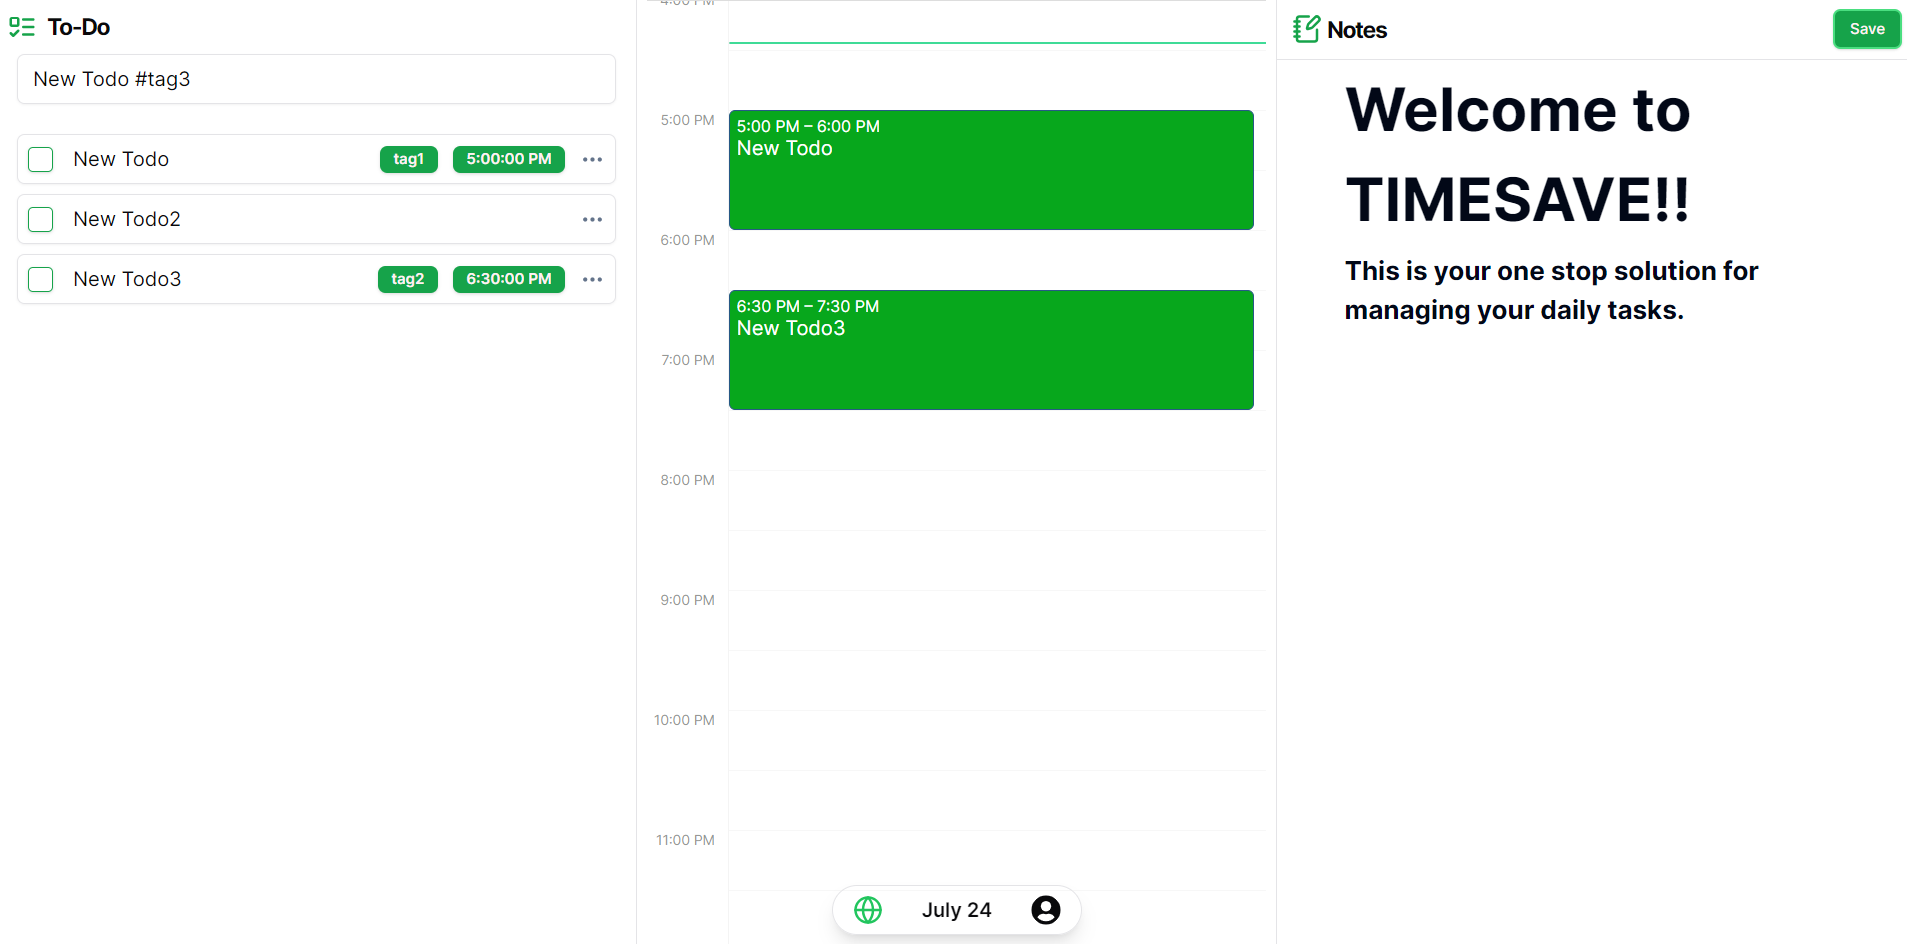 To-Do
New Todo #tag3
New Todo tag1 5:00:00 PM
New Todo2
New Todo3 tag2 6:30:00 PM
4:00 PM
5:00 PM
5:00 PM – 6:00 PM
New Todo
6:00 PM
6:30 PM – 7:30 PM
New Todo3
7:00 PM
8:00 PM
9:00 PM
10:00 PM
11:00 PM
July 24
Notes
Save
Welcome to
TIMESAVE!!
This is your one stop solution for
managing your daily tasks.